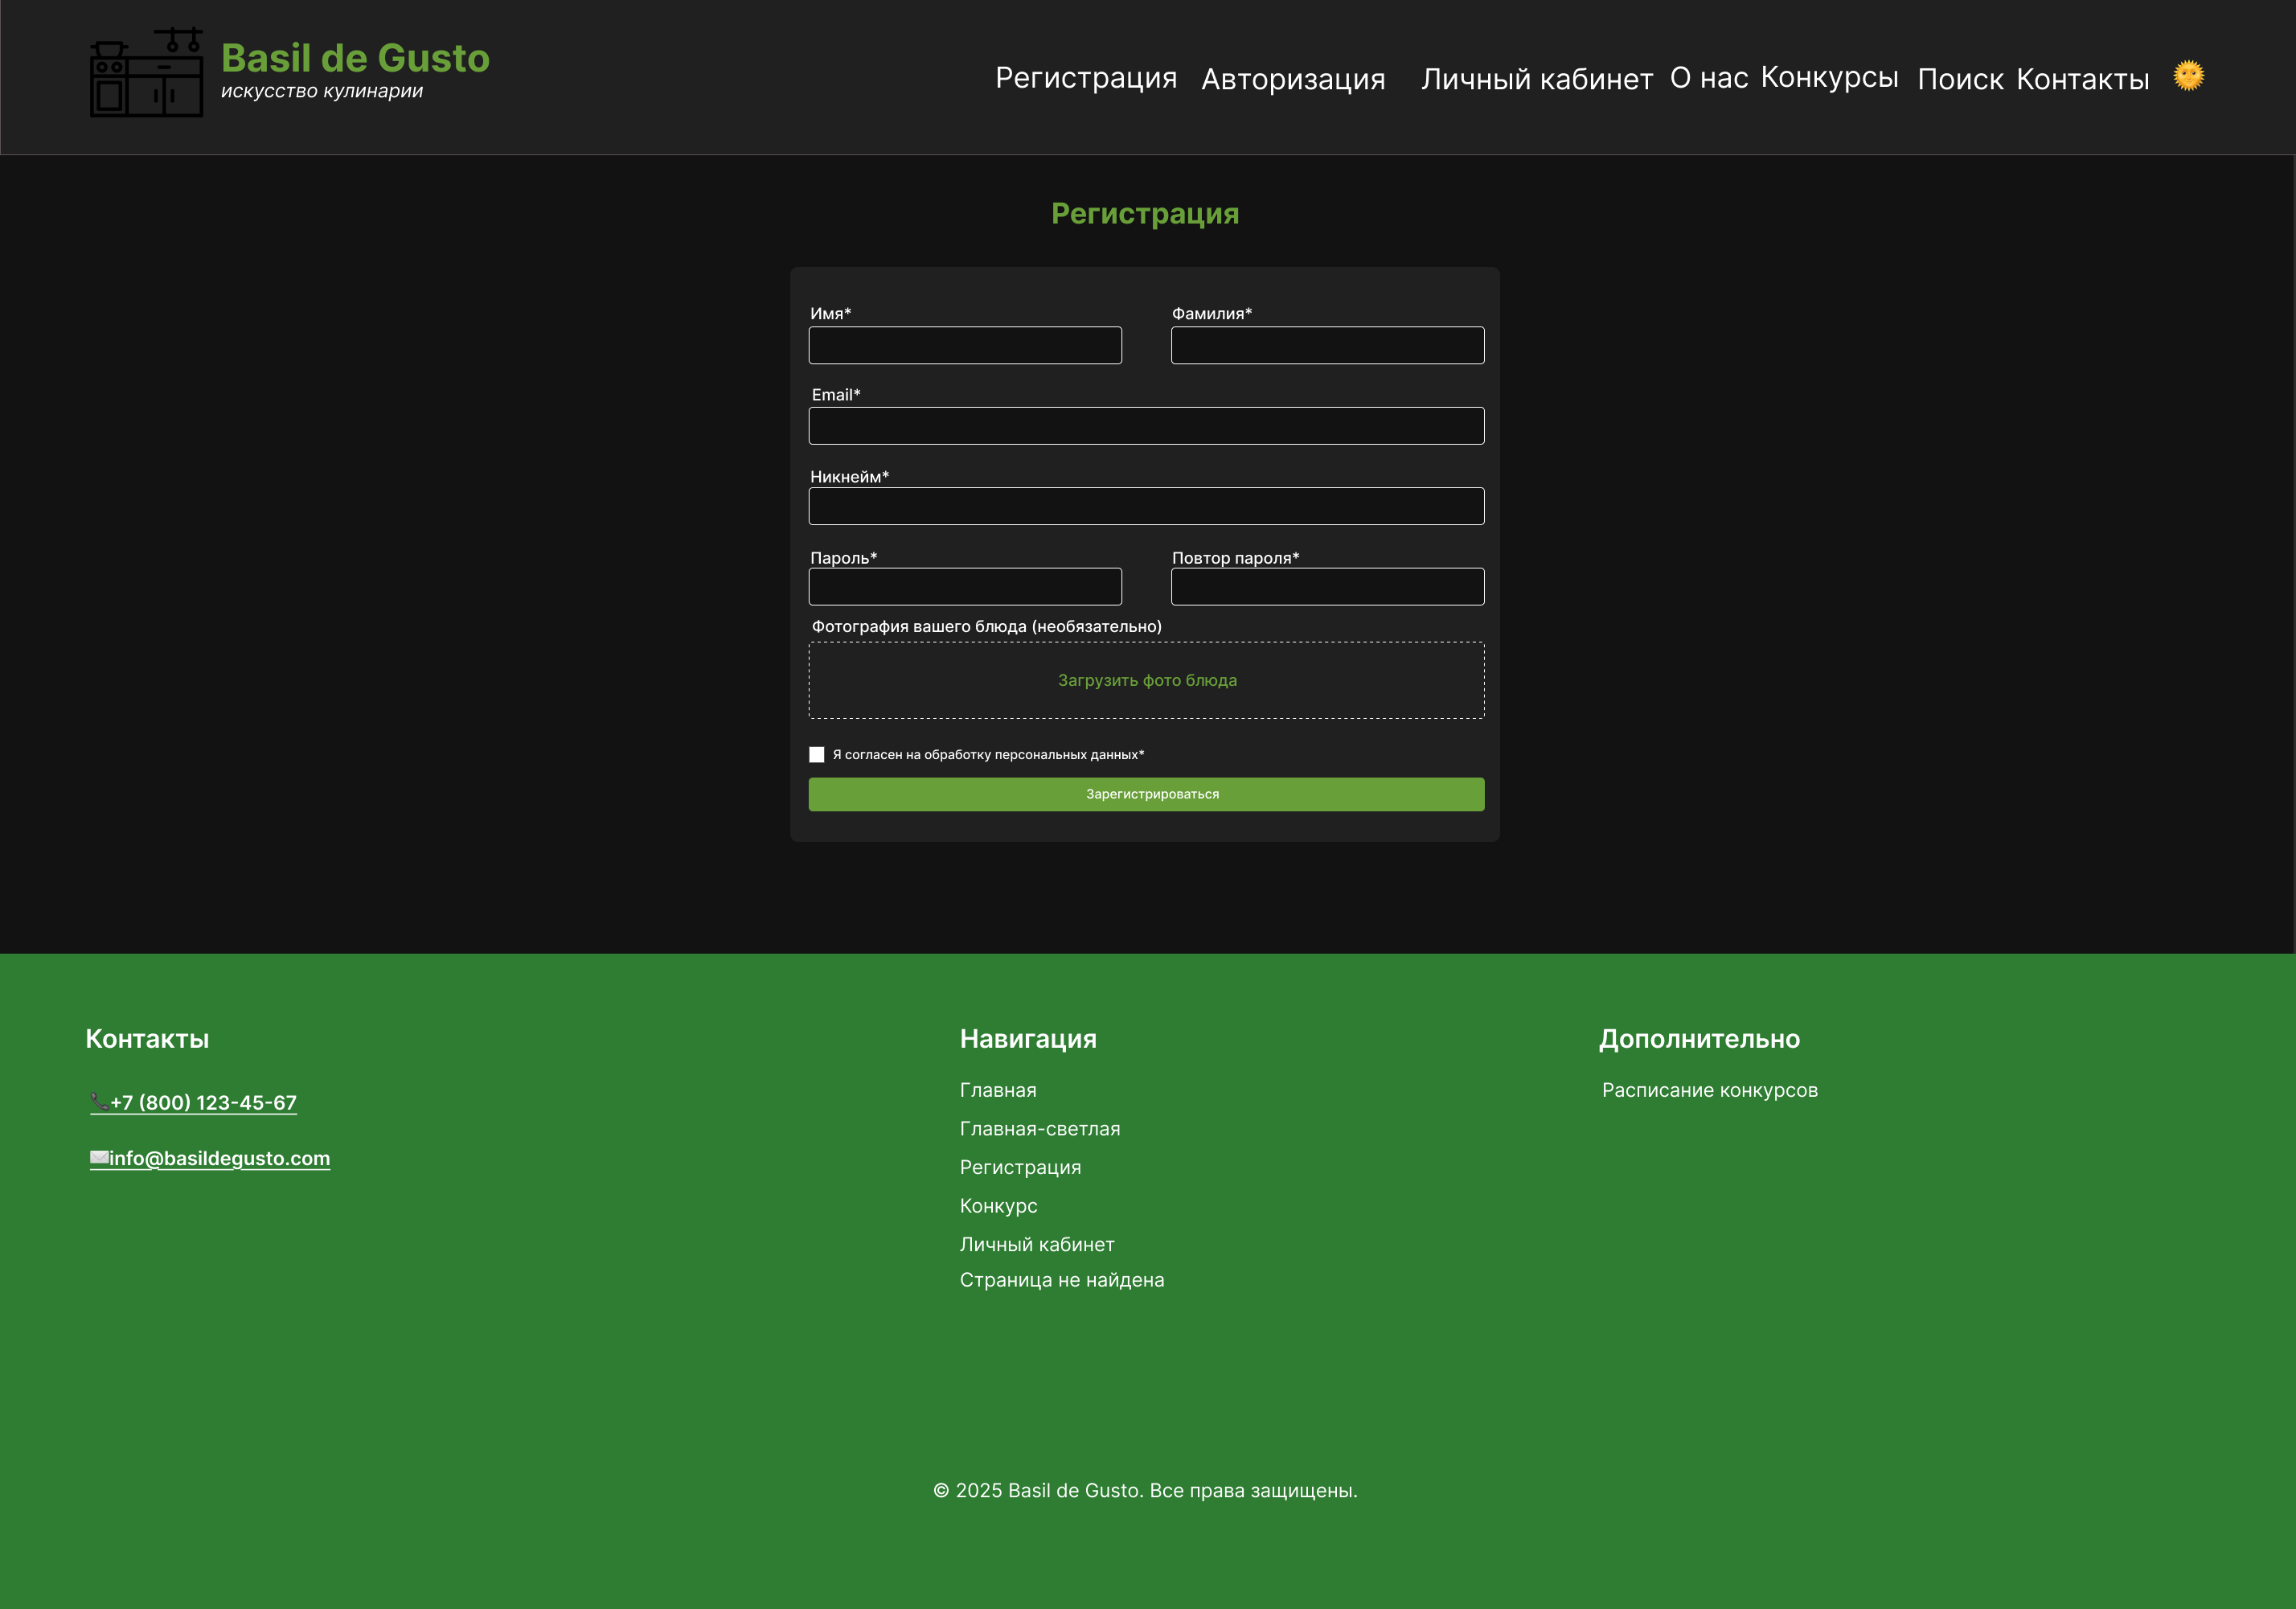 Basil de Gusto
искусство кулинарии
Регистрация Авторизация Личный кабинет О нас Конкурсы Поиск Контакты
Регистрация
Имя* Фамилия*
Email*
Никнейм*
Пароль* Повтор пароля*
Фотография вашего блюда (необязательно)
Загрузить фото блюда
Я согласен на обработку персональных данных*
Зарегистрироваться
Контакты
+7 (800) 123-45-67
info@basildegusto.com
Навигация
Главная
Главная-светлая
Регистрация
Конкурс
Личный кабинет
Страница не найдена
Дополнительно
Расписание конкурсов
© 2025 Basil de Gusto. Все права защищены.